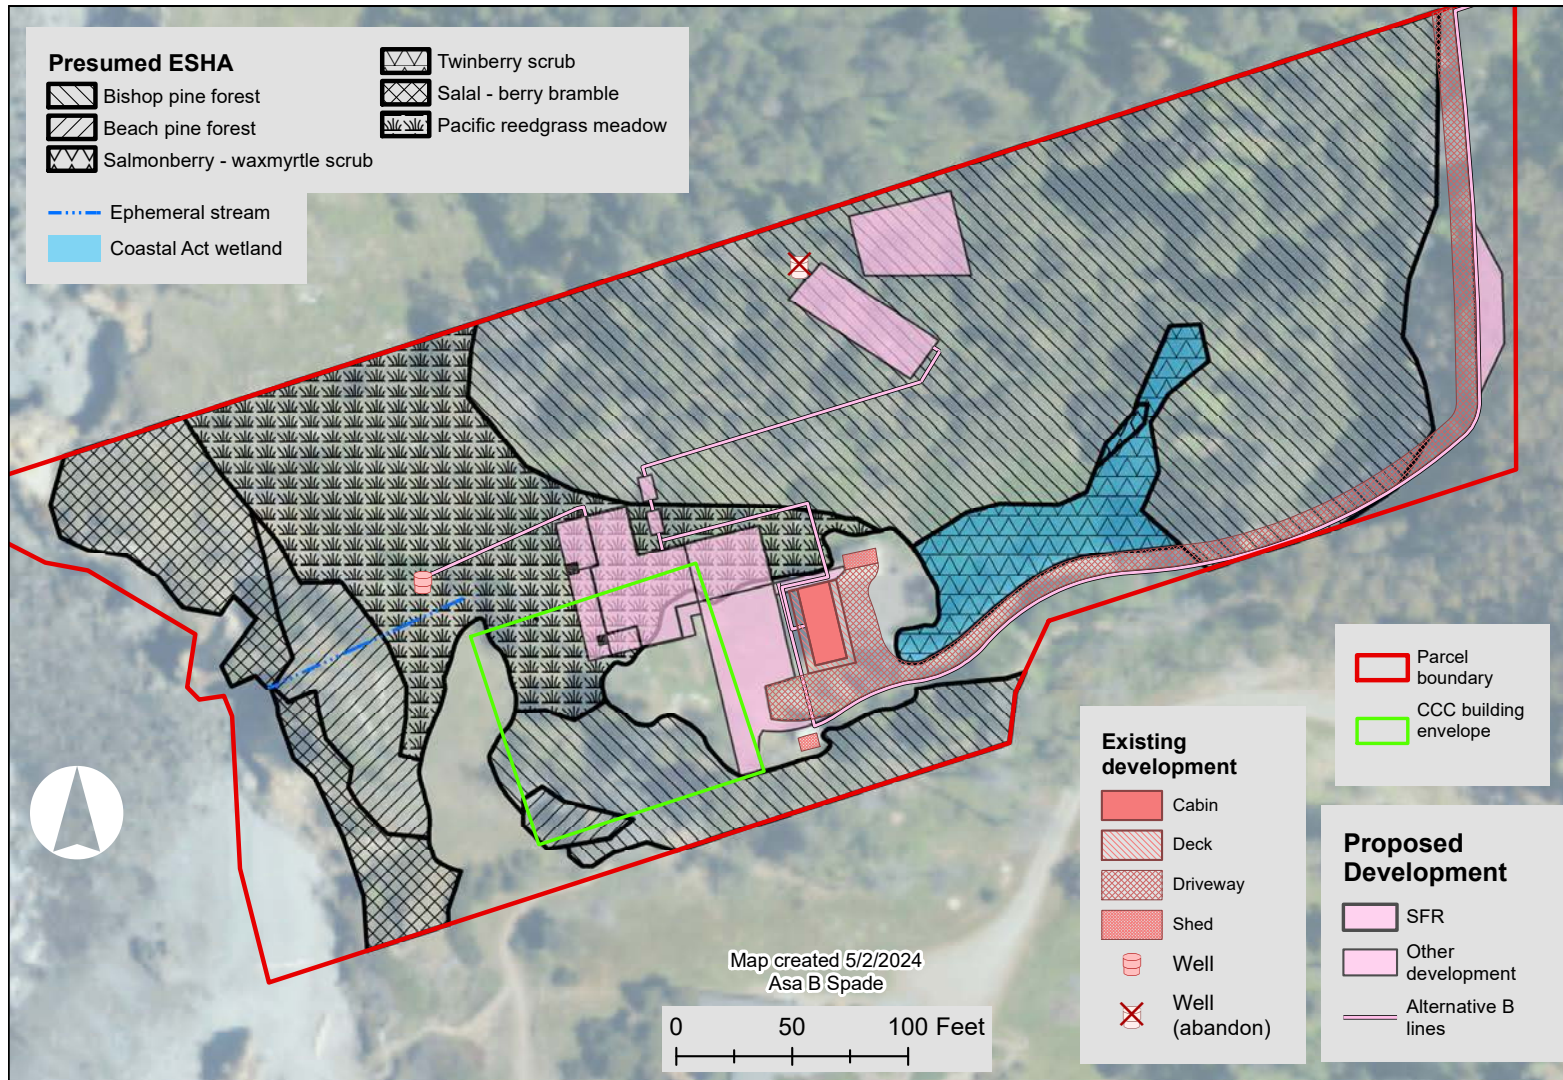 Presumed ESHA
Bishop pine forest
Beach pine forest
Salmonberry - waxmyrtle scrub
Twinberry scrub
Salal - berry bramble
Pacific reedgrass meadow
Ephemeral stream
Coastal Act wetland
Parcel
boundary
CCC building
envelope
Existing
development
Cabin
Deck
Driveway
Shed
Well
Well
(abandon)
Proposed
Development
SFR
Other
development
Alternative B
lines
Map created 5/2/2024
Asa B Spade
0 50 100 Feet